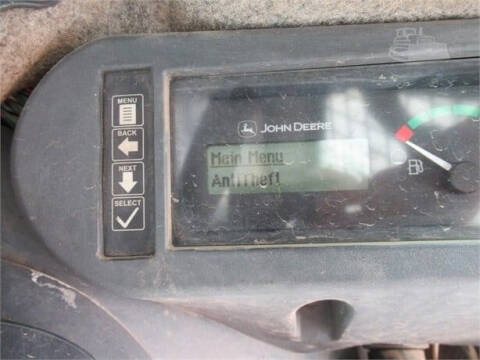 MENU
BACK
NEXT
SELECT
JOHN DEERE
Main Menu
AntiTheft